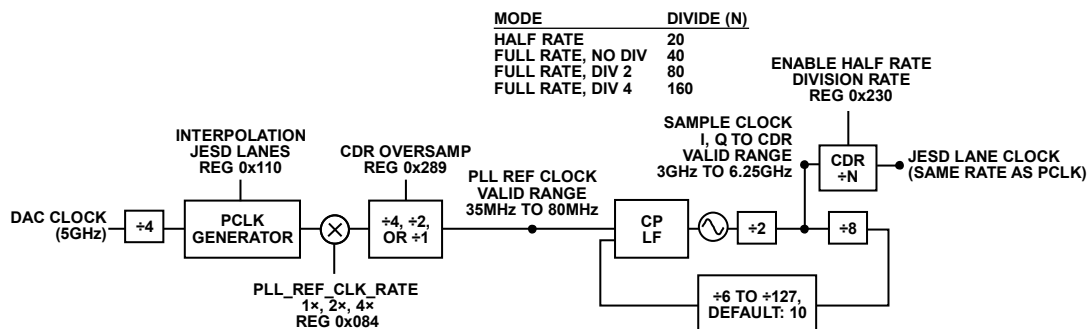 MODE DIVIDE (N)
HALF RATE 20
FULL RATE, NO DIV 40
FULL RATE, DIV 2 80
FULL RATE, DIV 4 160
ENABLE HALF RATE
DIVISION RATE
REG 0x230
INTERPOLATION
JESD LANES
REG 0x110
CDR OVERSAMP
REG 0x289
PLL REF CLOCK
VALID RANGE
35MHz TO 80MHz
SAMPLE CLOCK
I, Q TO CDR
VALID RANGE
3GHz TO 6.25GHz
CDR
÷N
JESD LANE CLOCK
(SAME RATE AS PCLK)
DAC CLOCK
(5GHz)
÷4
PCLK
GENERATOR
÷4, ÷2,
OR ÷1
CP
LF
÷2
÷8
PLL_REF_CLK_RATE
1×, 2×, 4×
REG 0x084
÷6 TO ÷127,
DEFAULT: 10